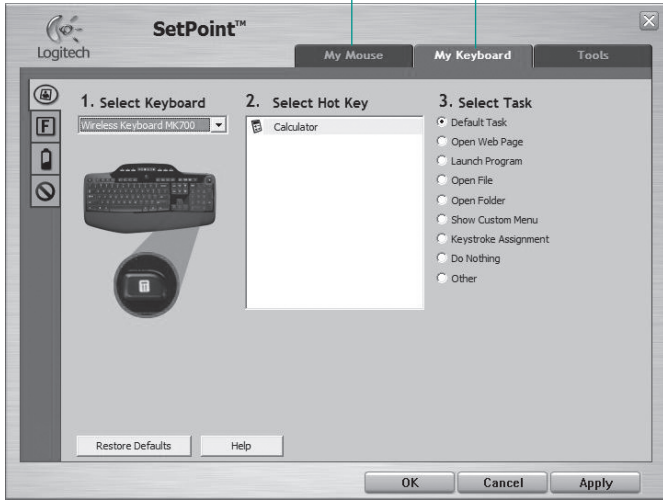 SetPoint™
Logitech
My Mouse
My Keyboard
Tools
1. Select Keyboard
Wireless Keyboard MK700
2. Select Hot Key
Calculator
3. Select Task
Default Task
Open Web Page
Launch Program
Open File
Open Folder
Show Custom Menu
Keystroke Assignment
Do Nothing
Other
F
Restore Defaults
Help
OK
Cancel
Apply